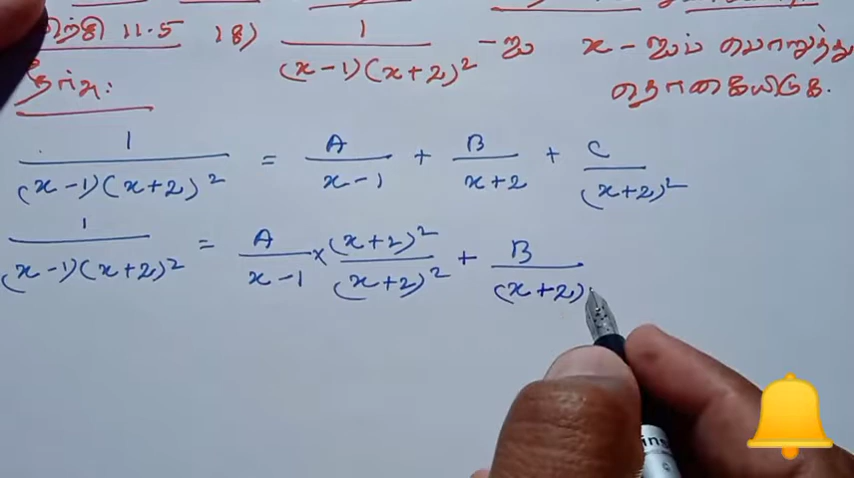 பயிற்சி 11.5 18) 1/((x-1)(x+2)²) -ஐ x-ஐப் பொறுத்து
தொகையிடுக.
தீர்வு:
1/((x-1)(x+2)²) = A/(x-1) + B/(x+2) + C/(x+2)²
1/((x-1)(x+2)²) = A/(x-1) × (x+2)²/(x+2)² + B/(x+2)